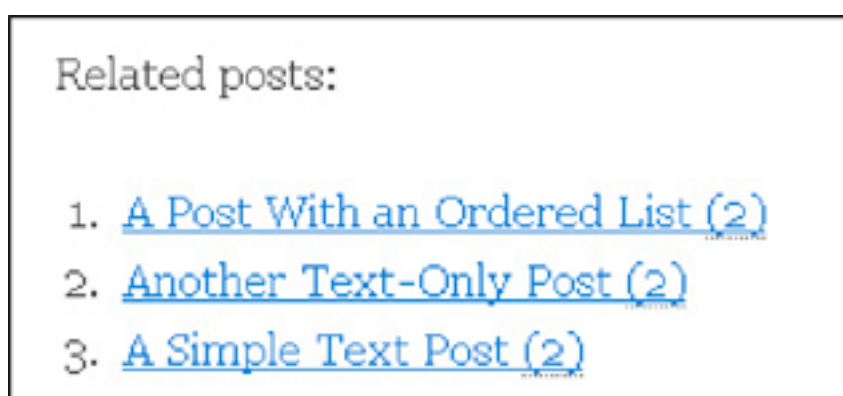 Related posts:
1. A Post With an Ordered List (2)
2. Another Text-Only Post (2)
3. A Simple Text Post (2)